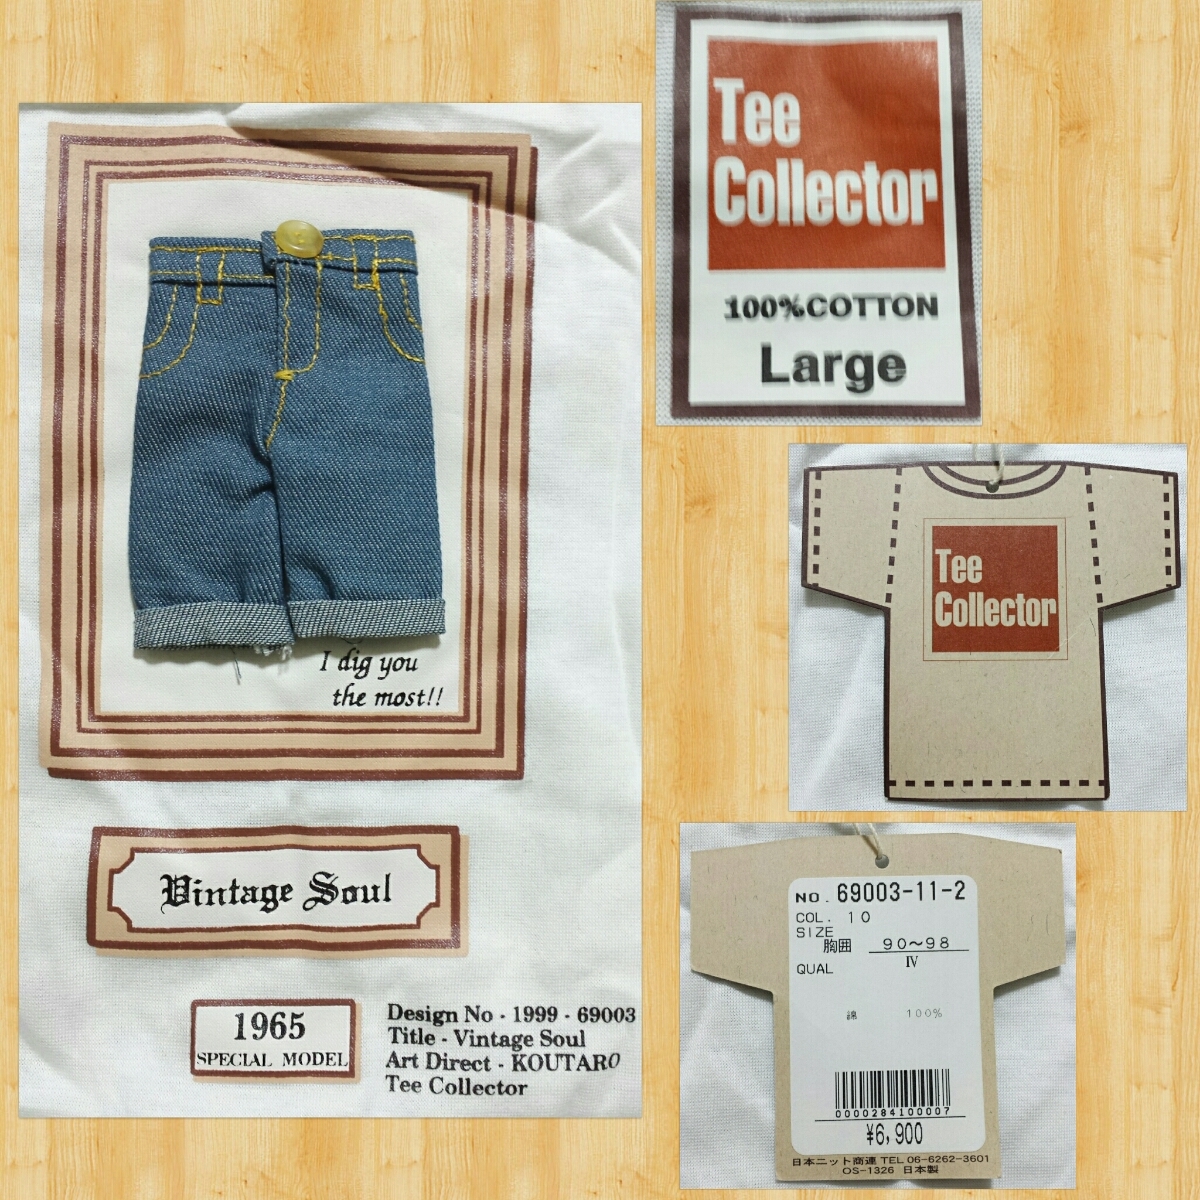 I dig you
the most!!
Vintage Soul
1965
SPECIAL MODEL
Design No - 1999 - 69003
Title - Vintage Soul
Art Direct - KOUTARO
Tee Collector
Tee
Collector
100%COTTON
Large
Tee
Collector
NO. 69003-11-2
COL. 10
SIZE
胸囲 90〜98
IV
QUAL
綿 100%
0000284100007
¥6,900
日本ニット商連 TEL 06-6262-3601
OS-1326 日本製